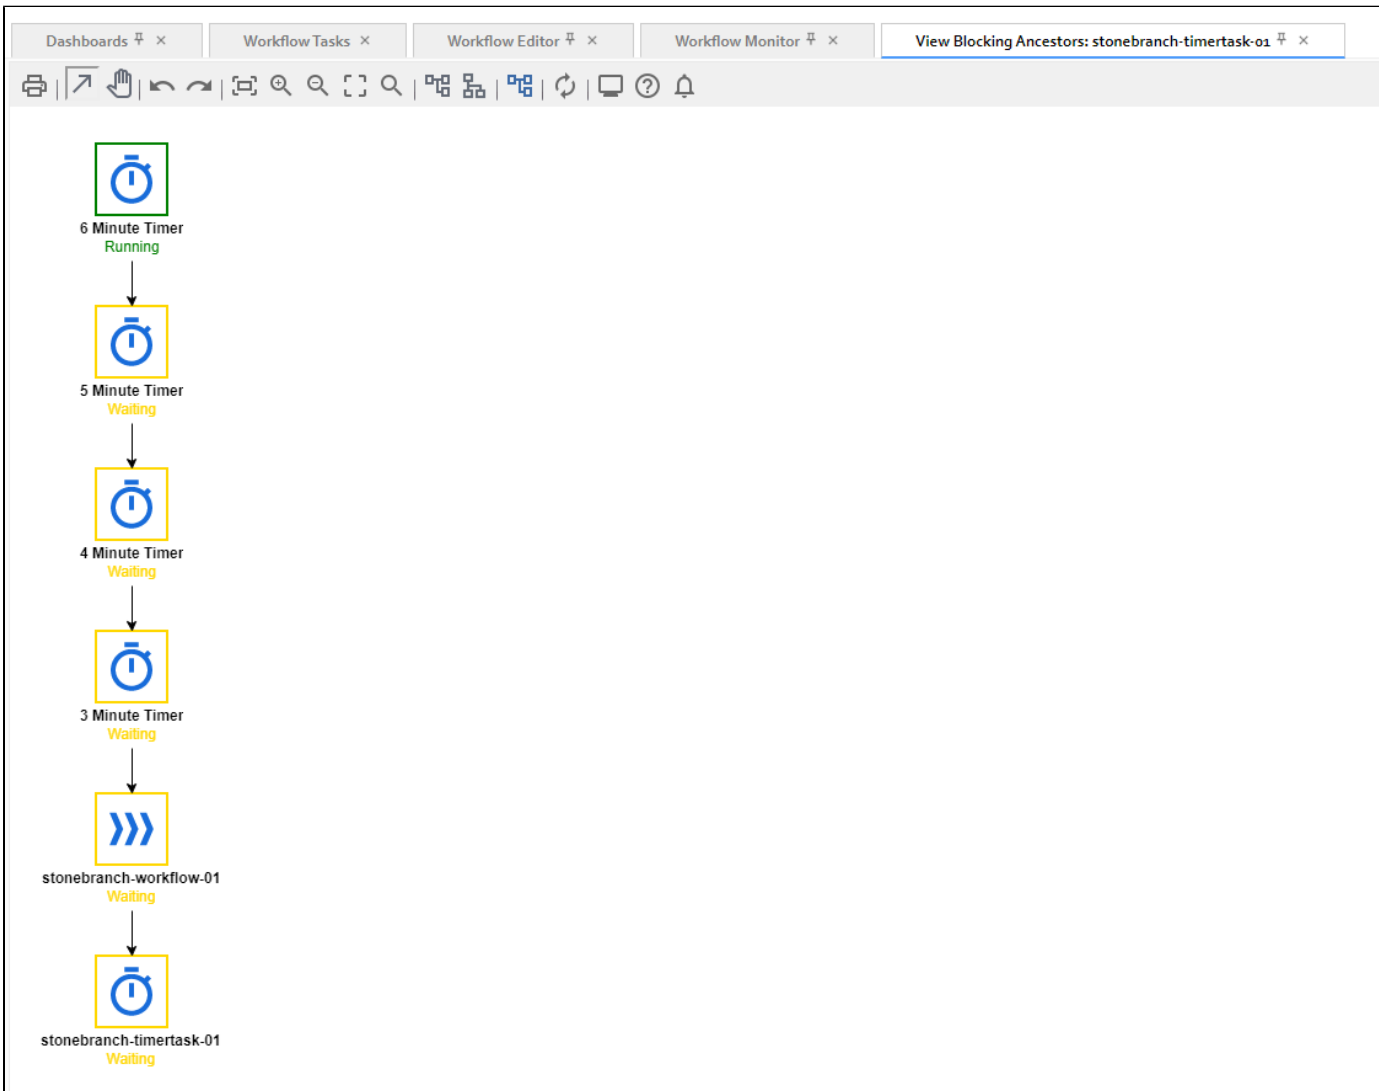 Dashboards
Workflow Tasks
Workflow Editor
Workflow Monitor
View Blocking Ancestors: stonebranch-timertask-01
6 Minute Timer
Running
5 Minute Timer
Waiting
4 Minute Timer
Waiting
3 Minute Timer
Waiting
stonebranch-workflow-01
Waiting
stonebranch-timertask-01
Waiting